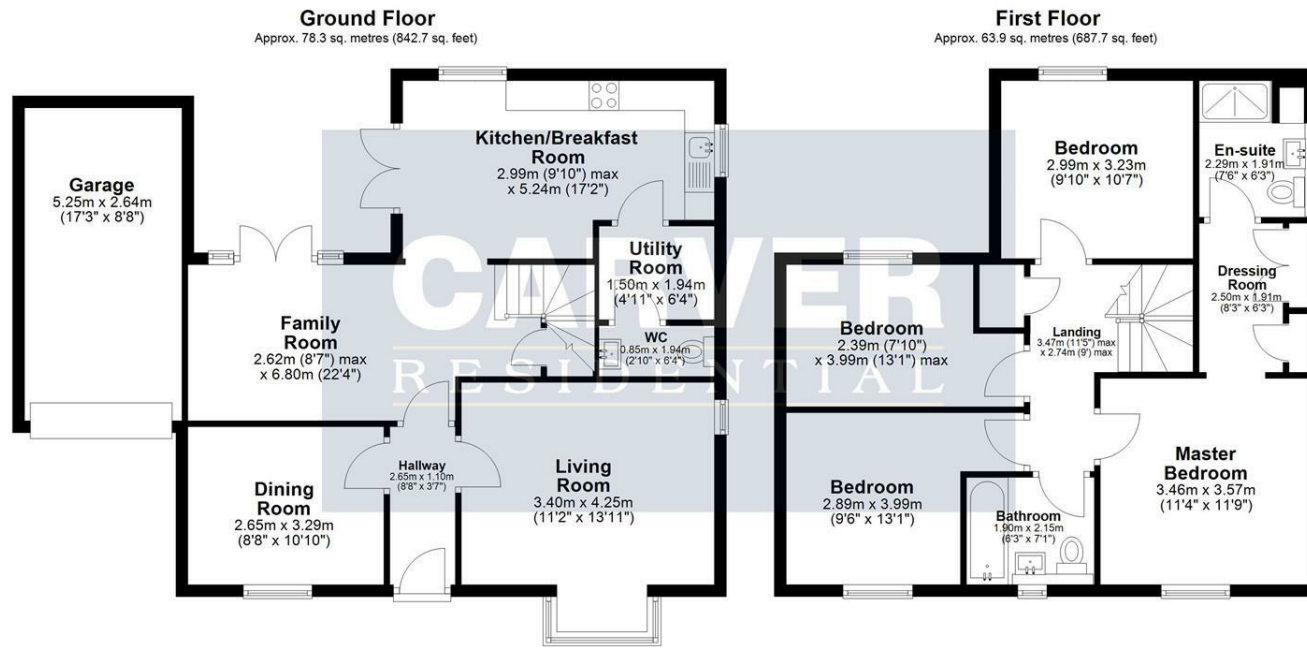 Ground Floor
Approx. 78.3 sq. metres (842.7 sq. feet)
Garage
5.25m x 2.64m
(17'3" x 8'8")
Kitchen/Breakfast
Room
2.99m (9'10") max
x 5.24m (17'2")
Utility
Room
1.50m x 1.94m
(4'11" x 6'4")
WC
0.85m x 1.94m
(2'10" x 6'4")
Family
Room
2.62m (8'7") max
x 6.80m (22'4")
Hallway
2.65m x 1.10m
(8'8" x 3'7")
Dining
Room
2.65m x 3.29m
(8'8" x 10'10")
Living
Room
3.40m x 4.25m
(11'2" x 13'11")
First Floor
Approx. 63.9 sq. metres (687.7 sq. feet)
Bedroom
2.99m x 3.23m
(9'10" x 10'7")
En-suite
2.29m x 1.91m
(7'6" x 6'3")
Dressing
Room
2.50m x 1.91m
(8'3" x 6'3")
Landing
3.47m (11'5") max
x 2.74m (9') max
Bedroom
2.39m (7'10")
x 3.99m (13'1") max
Bedroom
2.89m x 3.99m
(9'6" x 13'1")
Bathroom
1.90m x 2.15m
(6'3" x 7'1")
Master
Bedroom
3.46m x 3.57m
(11'4" x 11'9")
CARVER
RESIDENTIAL